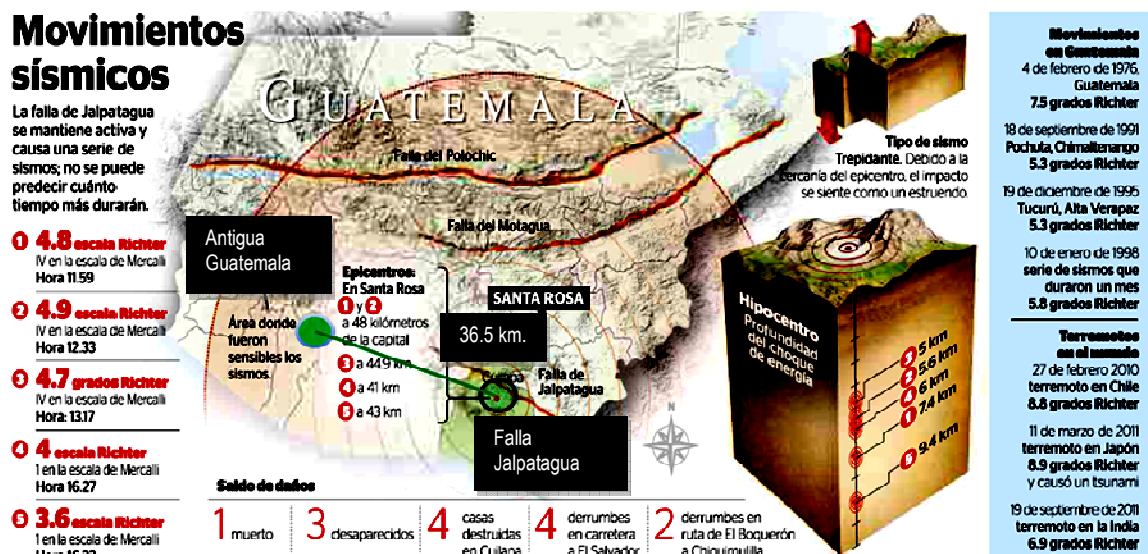 Movimientos
sísmicos
La falla de Jalpatagua
se mantiene activa y
causa una serie de
sismos; no se puede
predecir cuánto
tiempo más durarán.
1 4.8 escala Richter
IV en la escala de Mercalli
Hora 11.59
2 4.9 escala Richter
IV en la escala de Mercalli
Hora 12.33
3 4.7 grados Richter
IV en la escala de Mercalli
Hora: 13.17
4 4 escala Richter
1 en la escala de Mercalli
Hora 16.27
5 3.6 escala Richter
1 en la escala de Mercalli
GUATEMALA
Falla del Polochic
Falla del Motagua
Antigua
Guatemala
Epicentros:
En Santa Rosa
1 y 2
a 48 kilómetros
de la capital
3 a 44.9 km
4 a 41 km
5 a 43 km
SANTA ROSA
36.5 km.
Área donde
fueron
sensibles los
sismos.
Falla de
Jalpatagua
Falla
Jalpatagua
N
Saldo de daños
1 muerto
3 desaparecidos
4 casas
destruidas
en Cuilapa
4 derrumbes
en carretera
a El Salvador
2 derrumbes en
ruta de El Boquerón
a Chiquimulilla
Tipo de sismo
Trepidante. Debido a la
cercanía del epicentro, el impacto
se siente como un estruendo.
Hipocentro
Profundidad
del choque
de energía
5 km
5.6 km
6 km
7.4 km
9.4 km
Movimientos
en Guatemala
4 de febrero de 1976,
Guatemala
7.5 grados Richter
18 de septiembre de 1991
Pochuta, Chimaltenango
5.3 grados Richter
19 de diciembre de 1995
Tucurú, Alta Verapaz
5.3 grados Richter
10 de enero de 1998
serie de sismos que
duraron un mes
5.8 grados Richter
Terremotos
en el mundo
27 de febrero 2010
terremoto en Chile
8.8 grados Richter
11 de marzo de 2011
terremoto en Japón
8.9 grados Richter
y causó un tsunami
19 de septiembre de 2011
terremoto en la India
6.9 grados Richter